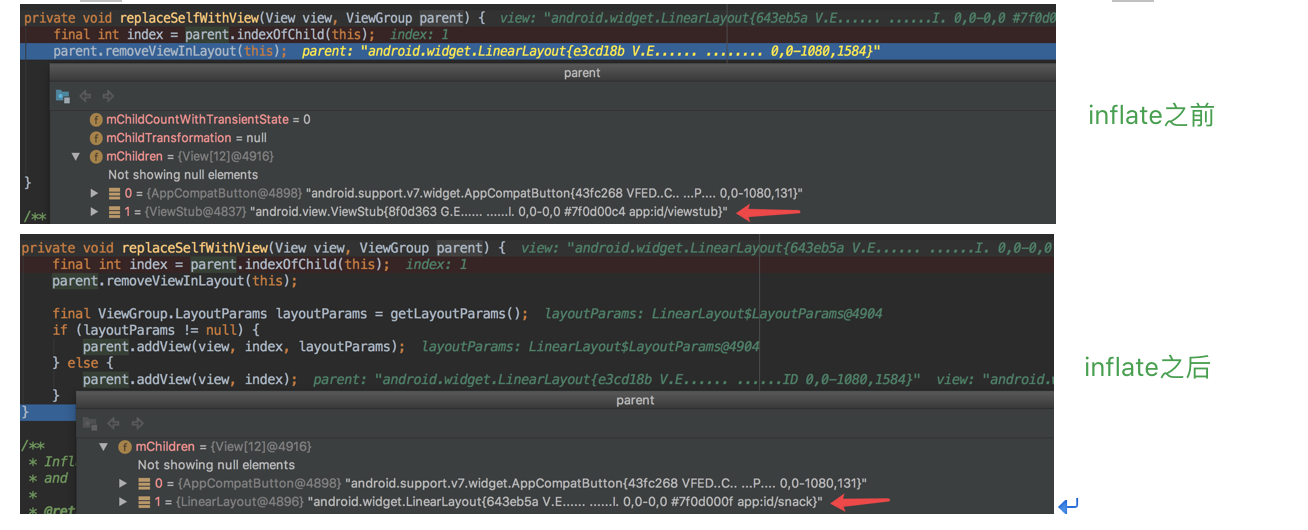 private void replaceSelfWithView(View view, ViewGroup parent) { view: "android.widget.LinearLayout{643eb5a V.E...... ......I. 0,0-0,0 #7f0d0
final int index = parent.indexOfChild(this); index: 1
parent.removeViewInLayout(this); parent: "android.widget.LinearLayout{e3cd18b V.E...... ........ 0,0-1080,1584}"
parent
mChildCountWithTransientState = 0
mChildTransformation = null
mChildren = {View[12]@4916}
Not showing null elements
0 = {AppCompatButton@4898} "android.support.v7.widget.AppCompatButton{43fc268 VFED..C.. ...P.... 0,0-1080,131}"
}
1 = {ViewStub@4837} "android.view.ViewStub{8f0d363 G.E...... ......I. 0,0-0,0 #7f0d00c4 app:id/viewstub}"
/**
inflate之前
private void replaceSelfWithView(View view, ViewGroup parent) { view: "android.widget.LinearLayout{643eb5a V.E...... ......I. 0,0-0,0
final int index = parent.indexOfChild(this); index: 1
parent.removeViewInLayout(this);
final ViewGroup.LayoutParams layoutParams = getLayoutParams(); layoutParams: LinearLayout$LayoutParams@4904
if (layoutParams != null) {
parent.addView(view, index, layoutParams); layoutParams: LinearLayout$LayoutParams@4904
} else {
parent.addView(view, index); parent: "android.widget.LinearLayout{e3cd18b V.E...... ......ID 0,0-1080,1584}" view: "android.
}
parent
}
mChildren = {View[12]@4916}
/**
* Infl
Not showing null elements
* and
0 = {AppCompatButton@4898} "android.support.v7.widget.AppCompatButton{43fc268 VFED..C.. ...P.... 0,0-1080,131}"
*
1 = {LinearLayout@4896} "android.widget.LinearLayout{643eb5a V.E...... ......I. 0,0-0,0 #7f0d000f app:id/snack}"
* @ret
inflate之后